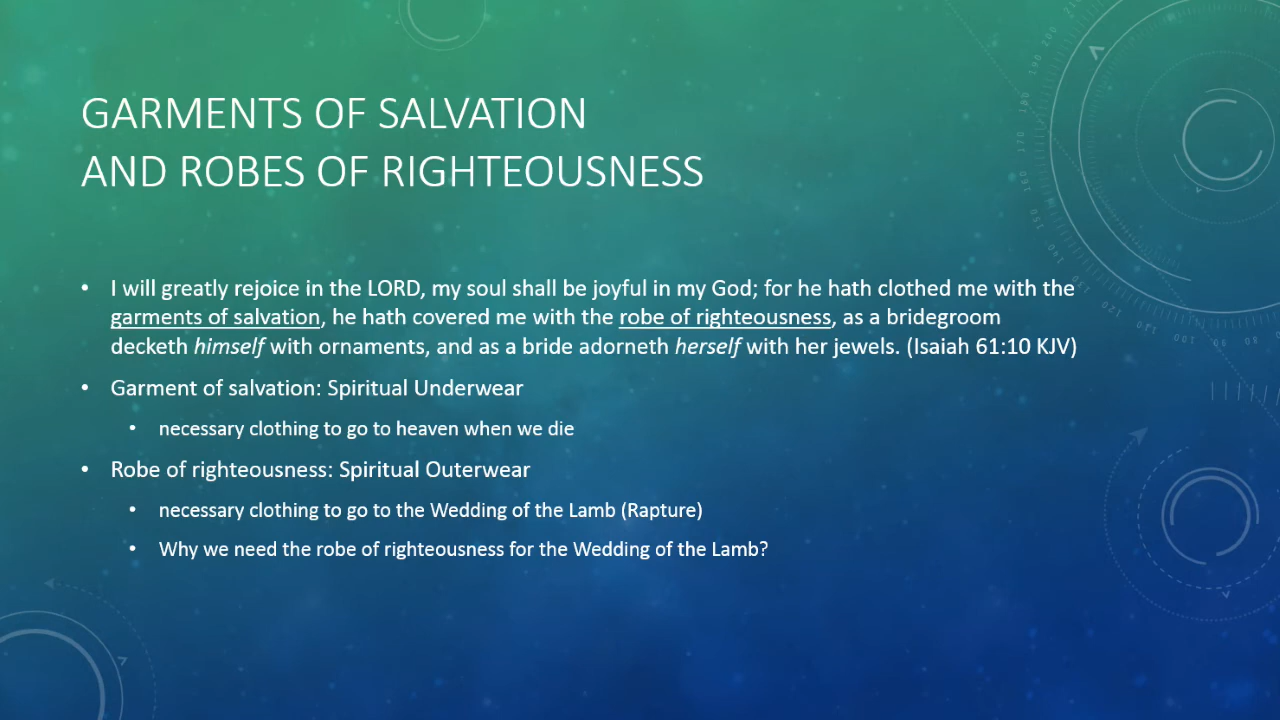 GARMENTS OF SALVATION
AND ROBES OF RIGHTEOUSNESS
• I will greatly rejoice in the LORD, my soul shall be joyful in my God; for he hath clothed me with the
garments of salvation, he hath covered me with the robe of righteousness, as a bridegroom
decketh himself with ornaments, and as a bride adorneth herself with her jewels. (Isaiah 61:10 KJV)
• Garment of salvation: Spiritual Underwear
• necessary clothing to go to heaven when we die
• Robe of righteousness: Spiritual Outerwear
• necessary clothing to go to the Wedding of the Lamb (Rapture)
• Why we need the robe of righteousness for the Wedding of the Lamb?